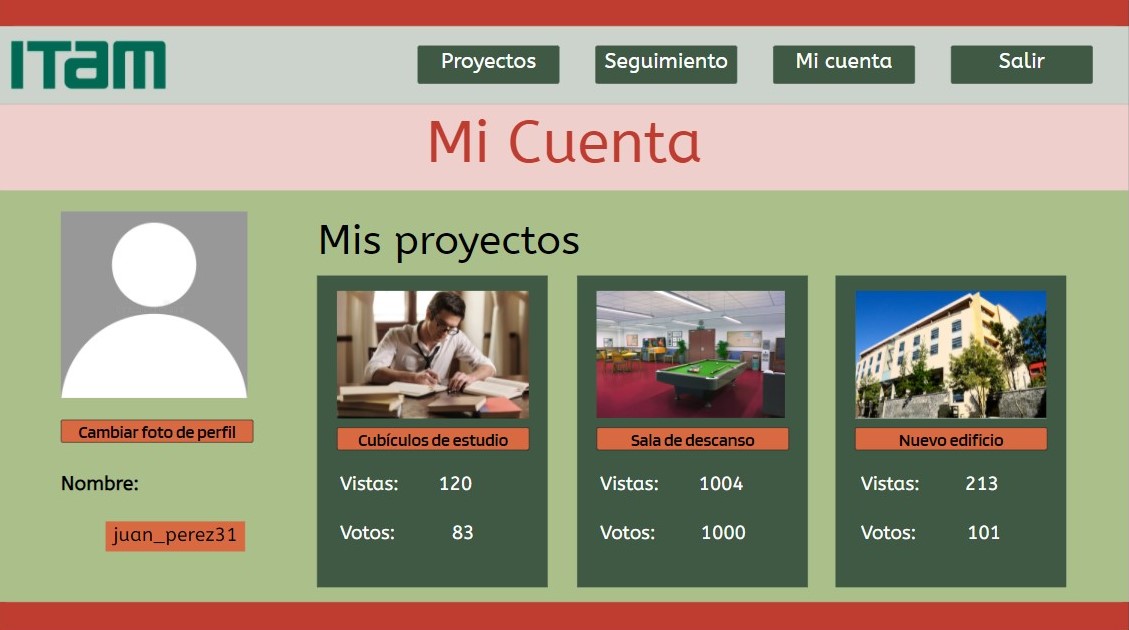 ITAM
Proyectos
Seguimiento
Mi cuenta
Salir
Mi Cuenta
Cambiar foto de perfil
Nombre:
juan_perez31
Mis proyectos
Cubículos de estudio
Vistas: 120
Votos: 83
Sala de descanso
Vistas: 1004
Votos: 1000
Nuevo edificio
Vistas: 213
Votos: 101